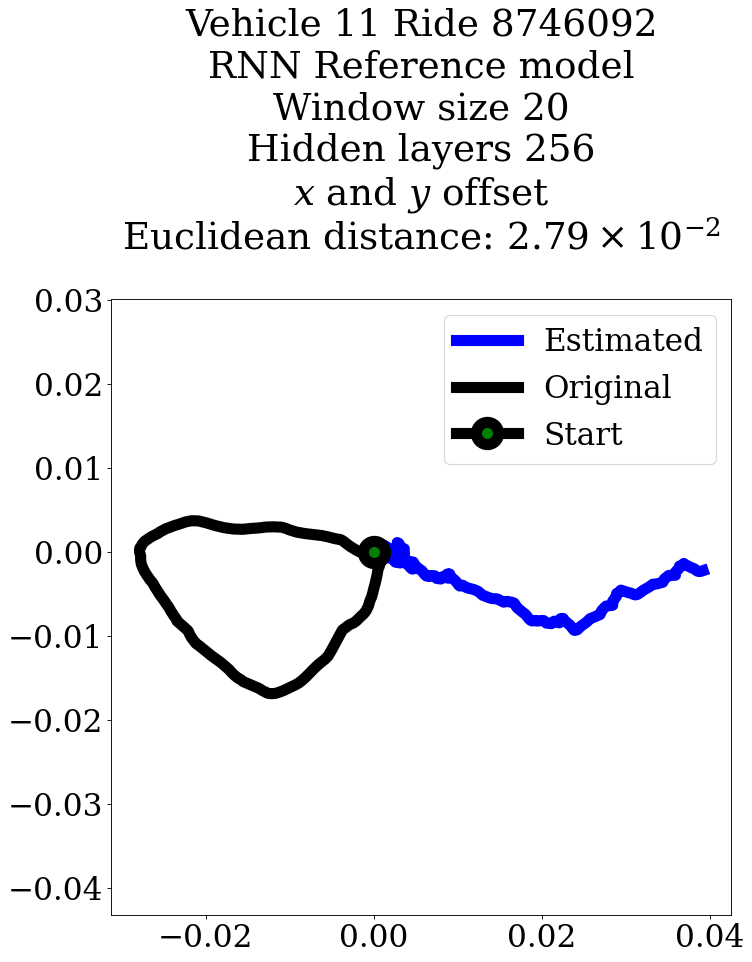 Vehicle 11 Ride 8746092
RNN Reference model
Window size 20
Hidden layers 256
x and y offset
Euclidean distance: 2.79 × 10⁻²
Estimated
Original
Start
0.03
0.02
0.01
0.00
−0.01
−0.02
−0.03
−0.04
−0.02 0.00 0.02 0.04